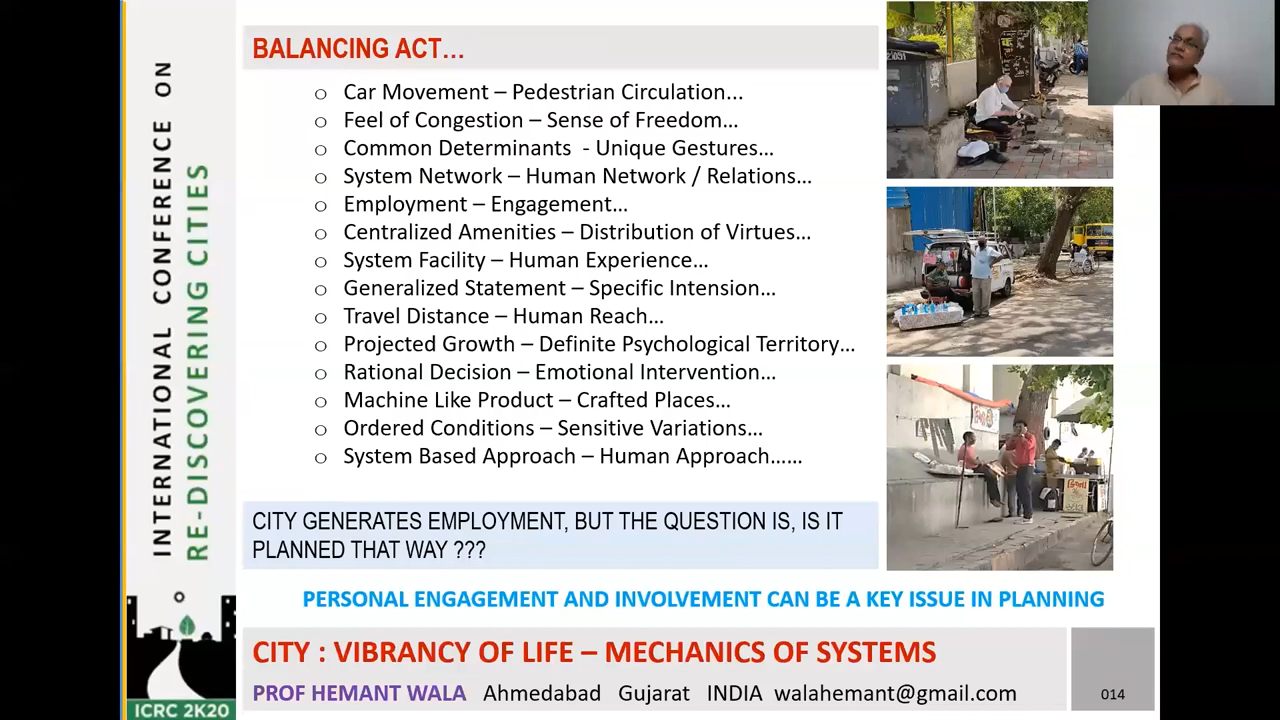 INTERNATIONAL CONFERENCE ON
RE-DISCOVERING CITIES
ICRC 2K20
BALANCING ACT...
o Car Movement – Pedestrian Circulation...
o Feel of Congestion – Sense of Freedom...
o Common Determinants - Unique Gestures...
o System Network – Human Network / Relations...
o Employment – Engagement...
o Centralized Amenities – Distribution of Virtues...
o System Facility – Human Experience...
o Generalized Statement – Specific Intension...
o Travel Distance – Human Reach...
o Projected Growth – Definite Psychological Territory...
o Rational Decision – Emotional Intervention...
o Machine Like Product – Crafted Places...
o Ordered Conditions – Sensitive Variations...
o System Based Approach – Human Approach......
CITY GENERATES EMPLOYMENT, BUT THE QUESTION IS, IS IT
PLANNED THAT WAY ???
PERSONAL ENGAGEMENT AND INVOLVEMENT CAN BE A KEY ISSUE IN PLANNING
CITY : VIBRANCY OF LIFE – MECHANICS OF SYSTEMS
PROF HEMANT WALA Ahmedabad Gujarat INDIA walahemant@gmail.com
014